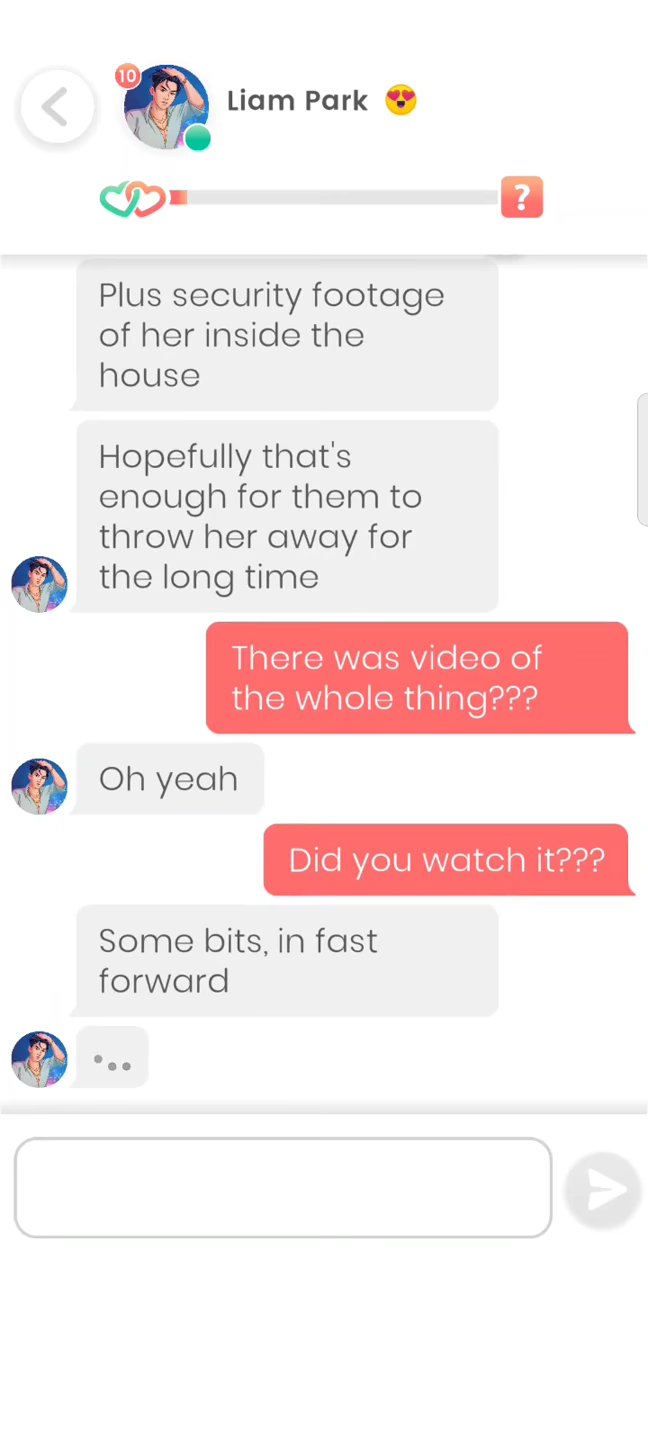 10
Liam Park 😍
?
Plus security footage
of her inside the
house
Hopefully that's
enough for them to
throw her away for
the long time
There was video of
the whole thing???
Oh yeah
Did you watch it???
Some bits, in fast
forward